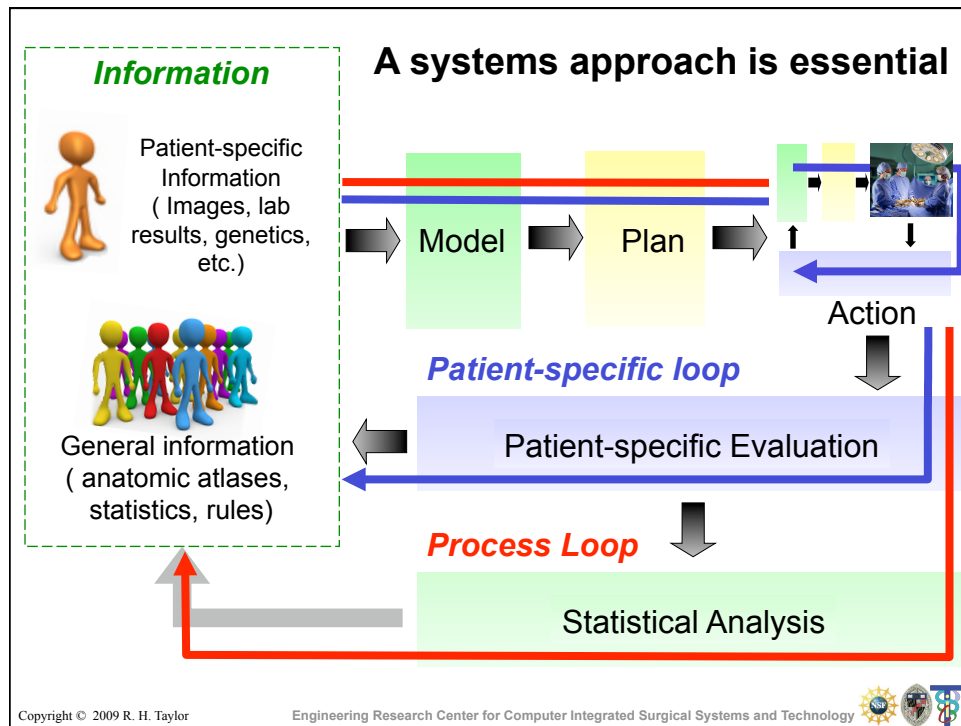 A systems approach is essential
Information
Patient-specific
Information
( Images, lab
results, genetics,
etc.)
Model
Plan
Action
Patient-specific loop
Patient-specific Evaluation
General information
( anatomic atlases,
statistics, rules)
Process Loop
Statistical Analysis
Copyright © 2009 R. H. Taylor
Engineering Research Center for Computer Integrated Surgical Systems and Technology
NSF